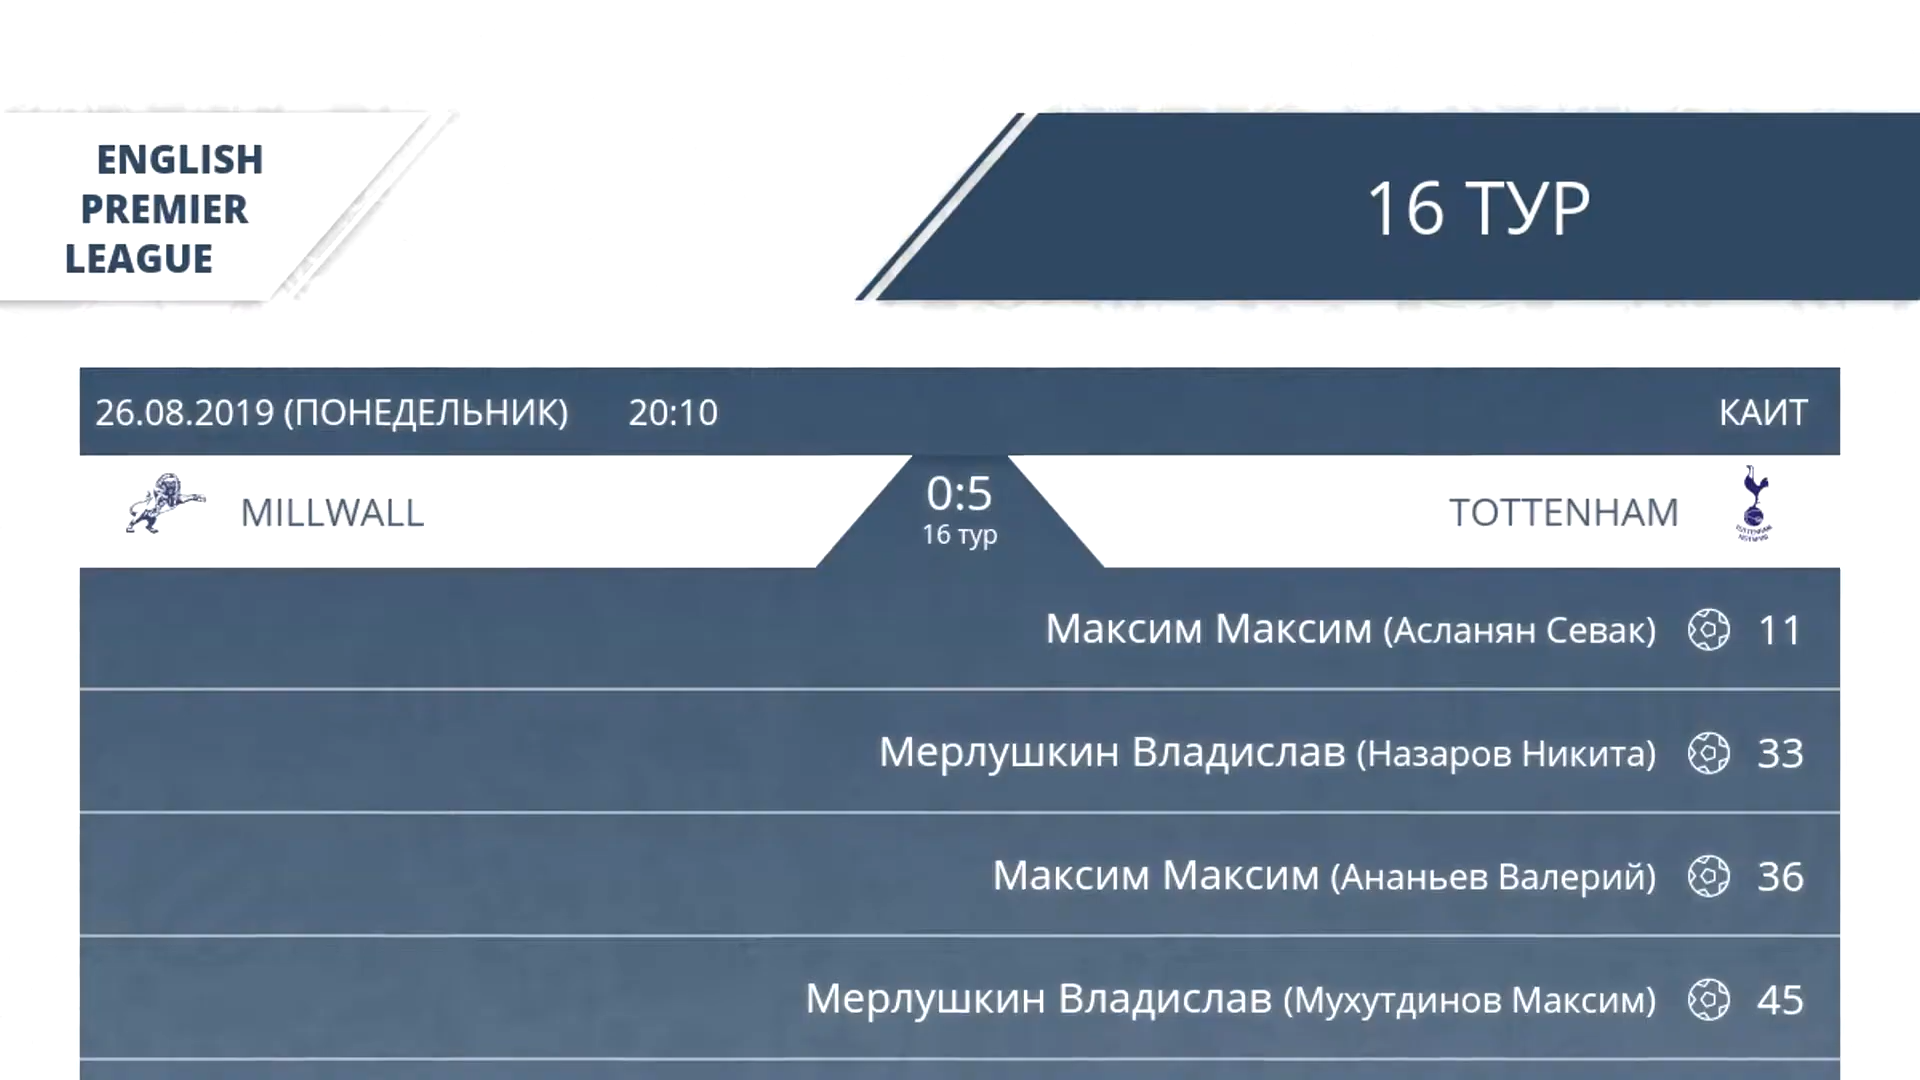 ENGLISH
PREMIER
LEAGUE
16 ТУР
26.08.2019 (ПОНЕДЕЛЬНИК) 20:10 КАИТ
MILLWALL 0:5 TOTTENHAM
16 тур
Максим Максим (Асланян Севак) 11
Мерлушкин Владислав (Назаров Никита) 33
Максим Максим (Ананьев Валерий) 36
Мерлушкин Владислав (Мухутдинов Максим) 45